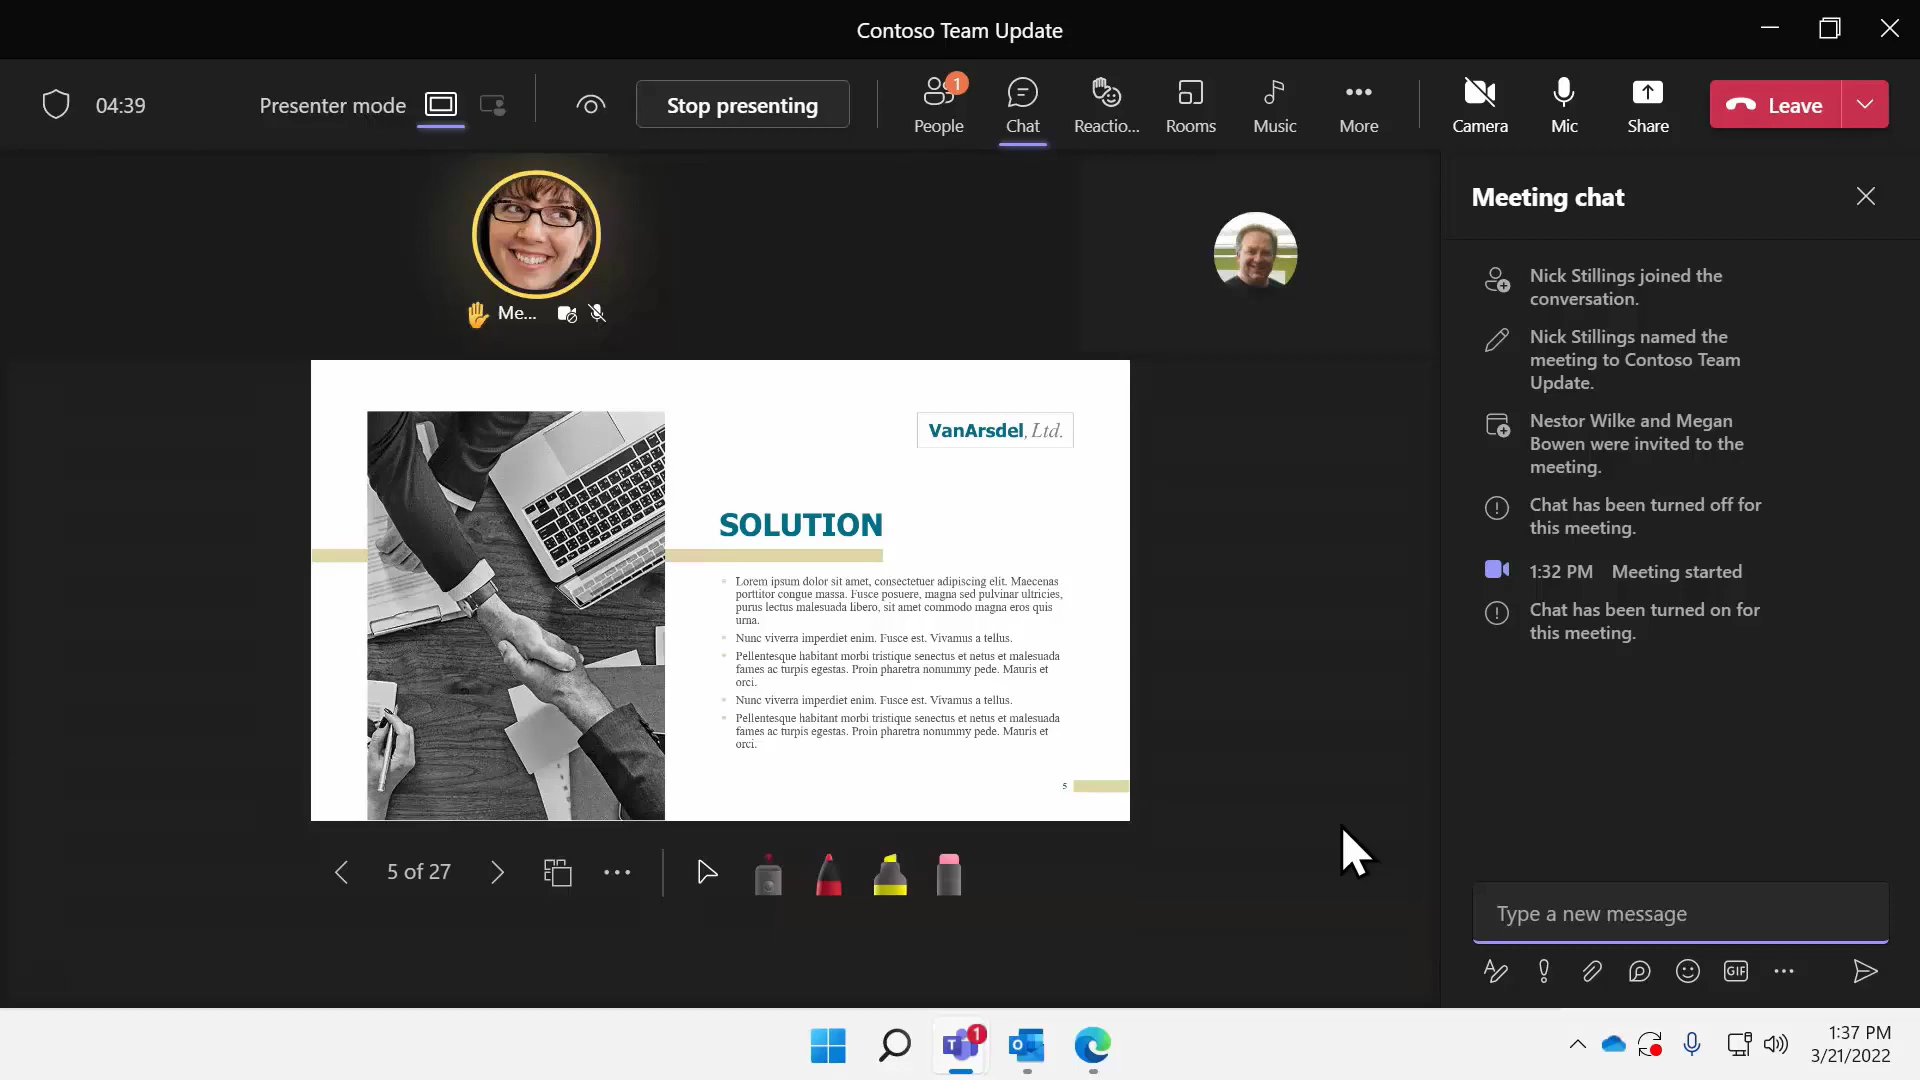 Contoso Team Update
04:39
Presenter mode
Stop presenting
1
People
Chat
Reactio...
Rooms
Music
More
Camera
Mic
Share
Leave
Me...
VanArsdel, Ltd.
SOLUTION
Lorem ipsum dolor sit amet, consectetuer adipiscing elit. Maecenas
porttitor congue massa. Fusce posuere, magna sed pulvinar ultricies,
purus lectus malesuada libero, sit amet commodo magna eros quis
urna.
Nunc viverra imperdiet enim. Fusce est. Vivamus a tellus.
Pellentesque habitant morbi tristique senectus et netus et malesuada
fames ac turpis egestas. Proin pharetra nonummy pede. Mauris et
orci.
Nunc viverra imperdiet enim. Fusce est. Vivamus a tellus.
Pellentesque habitant morbi tristique senectus et netus et malesuada
fames ac turpis egestas. Proin pharetra nonummy pede. Mauris et
orci.
5
5 of 27
Meeting chat
Nick Stillings joined the
conversation.
Nick Stillings named the
meeting to Contoso Team
Update.
Nestor Wilke and Megan
Bowen were invited to the
meeting.
Chat has been turned off for
this meeting.
1:32 PM Meeting started
Chat has been turned on for
this meeting.
Type a new message
GIF
T
1
O
1:37 PM
3/21/2022